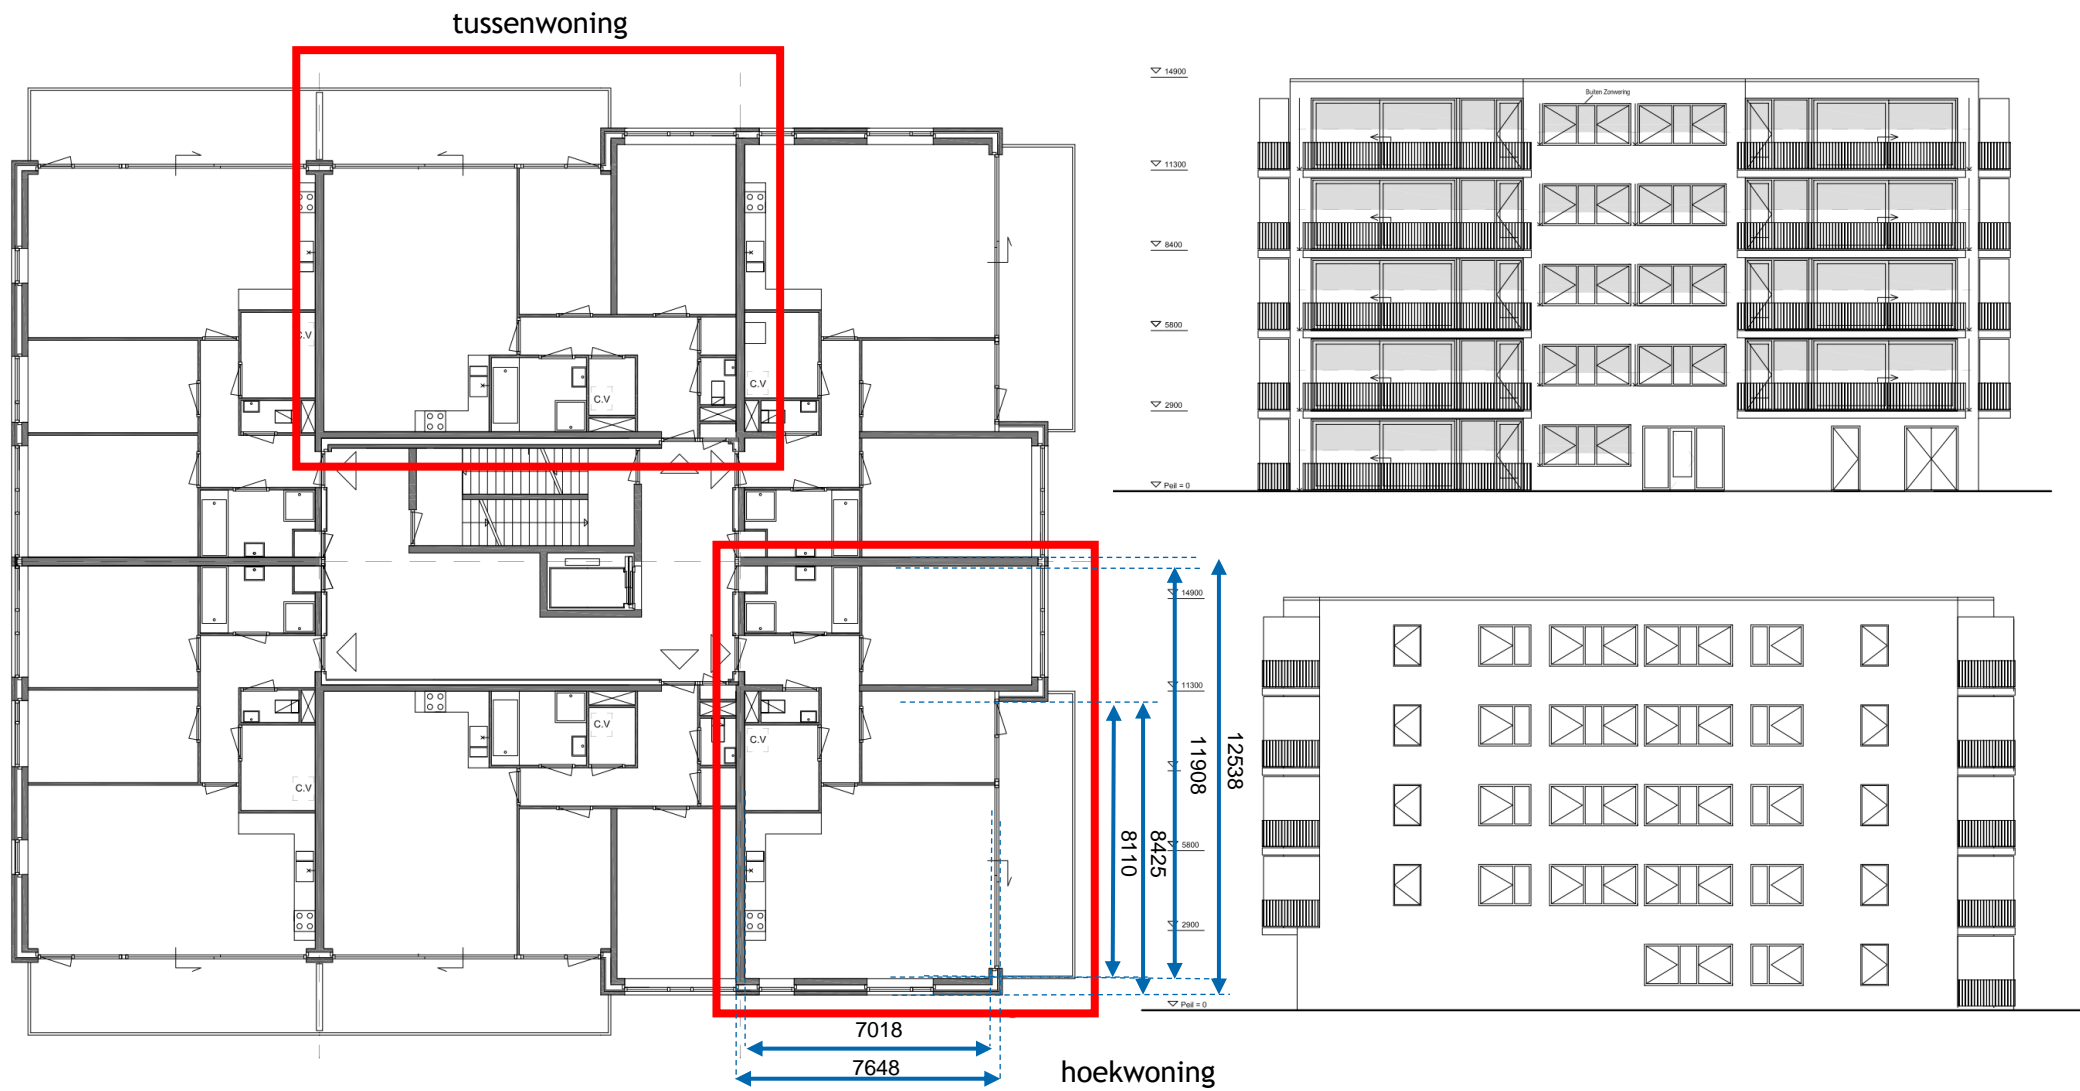 tussenwoning
14900
Buiten Zonwering
11300
8400
5800
2900
Peil = 0
C.V
C.V
C.V
14900
11300
12538
11908
8425
8110
5800
2900
Peil = 0
C.V
C.V
C.V
7018
7648
hoekwoning